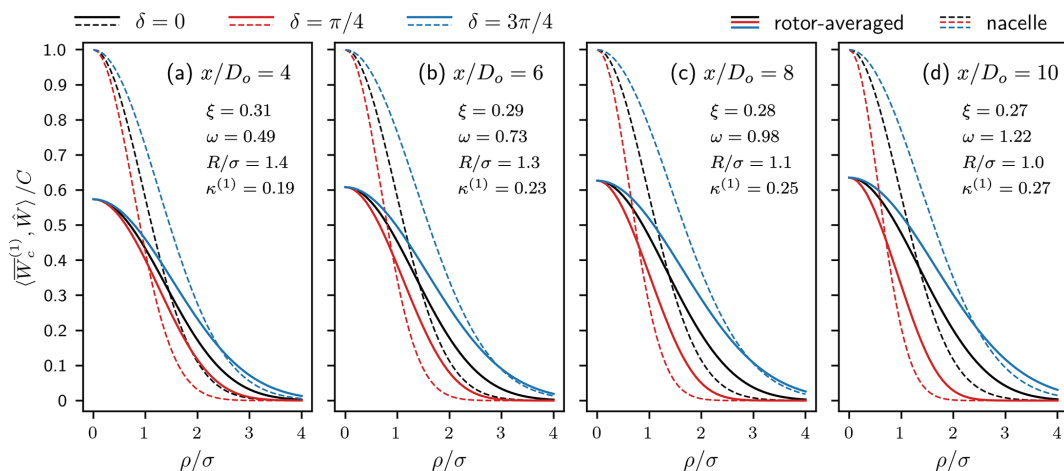 δ = 0 δ = π/4 δ = 3π/4 rotor-averaged nacelle
⟨W̅_c^(1), Ŵ⟩/C
1.0
0.9
0.8
0.7
0.6
0.5
0.4
0.3
0.2
0.1
0
(a) x/D_o = 4
ξ = 0.31
ω = 0.49
R/σ = 1.4
κ^(1) = 0.19
0 1 2 3 4
ρ/σ
(b) x/D_o = 6
ξ = 0.29
ω = 0.73
R/σ = 1.3
κ^(1) = 0.23
0 1 2 3 4
ρ/σ
(c) x/D_o = 8
ξ = 0.28
ω = 0.98
R/σ = 1.1
κ^(1) = 0.25
0 1 2 3 4
ρ/σ
(d) x/D_o = 10
ξ = 0.27
ω = 1.22
R/σ = 1.0
κ^(1) = 0.27
0 1 2 3 4
ρ/σ